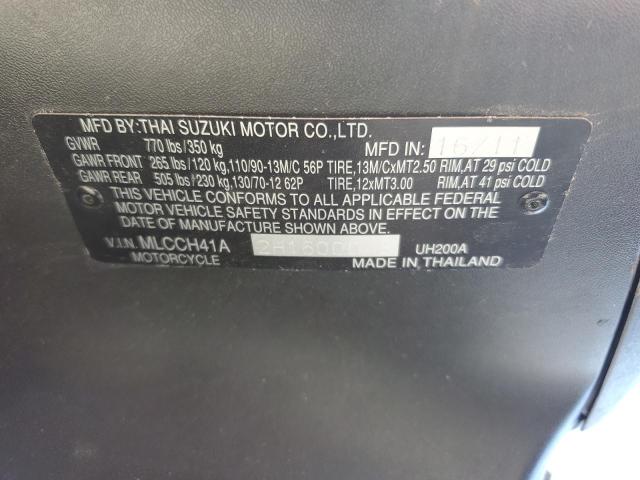 MFD BY:THAI SUZUKI MOTOR CO.,LTD.
GVWR 770 lbs/350 kg MFD IN: 16/11
GAWR FRONT 265 lbs/120 kg,110/90-13M/C 56P TIRE,13M/CxMT2.50 RIM,AT 29 psi COLD
GAWR REAR 505 lbs/230 kg,130/70-12 62P TIRE,12xMT3.00 RIM,AT 41 psi COLD
THIS VEHICLE CONFORMS TO ALL APPLICABLE FEDERAL
MOTOR VEHICLE SAFETY STANDARDS IN EFFECT ON THE
DATE OF MANUFACTURE SHOWN ABOVE.
V.I.N. MLCCH41A UH200A
MOTORCYCLE MADE IN THAILAND